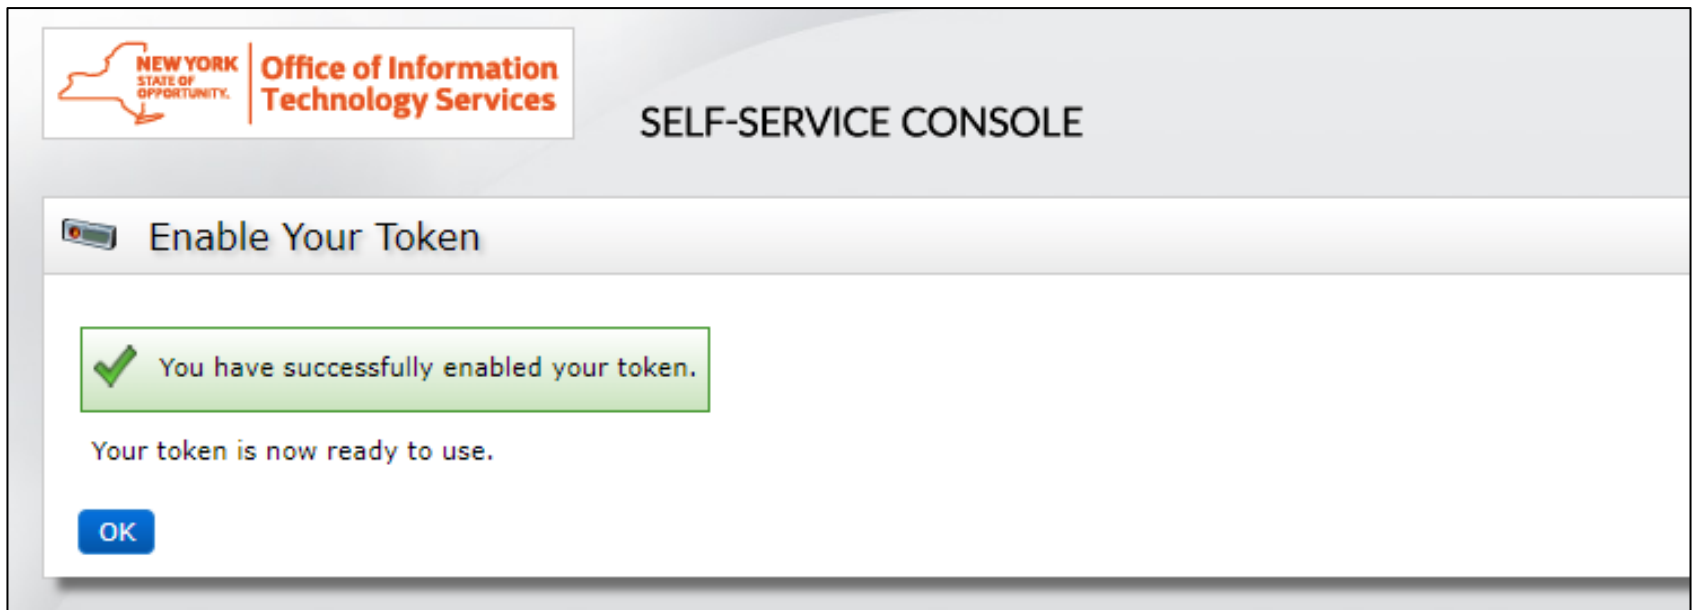 NEW YORK
STATE OF
OPPORTUNITY.
Office of Information
Technology Services
SELF-SERVICE CONSOLE
Enable Your Token
You have successfully enabled your token.
Your token is now ready to use.
OK